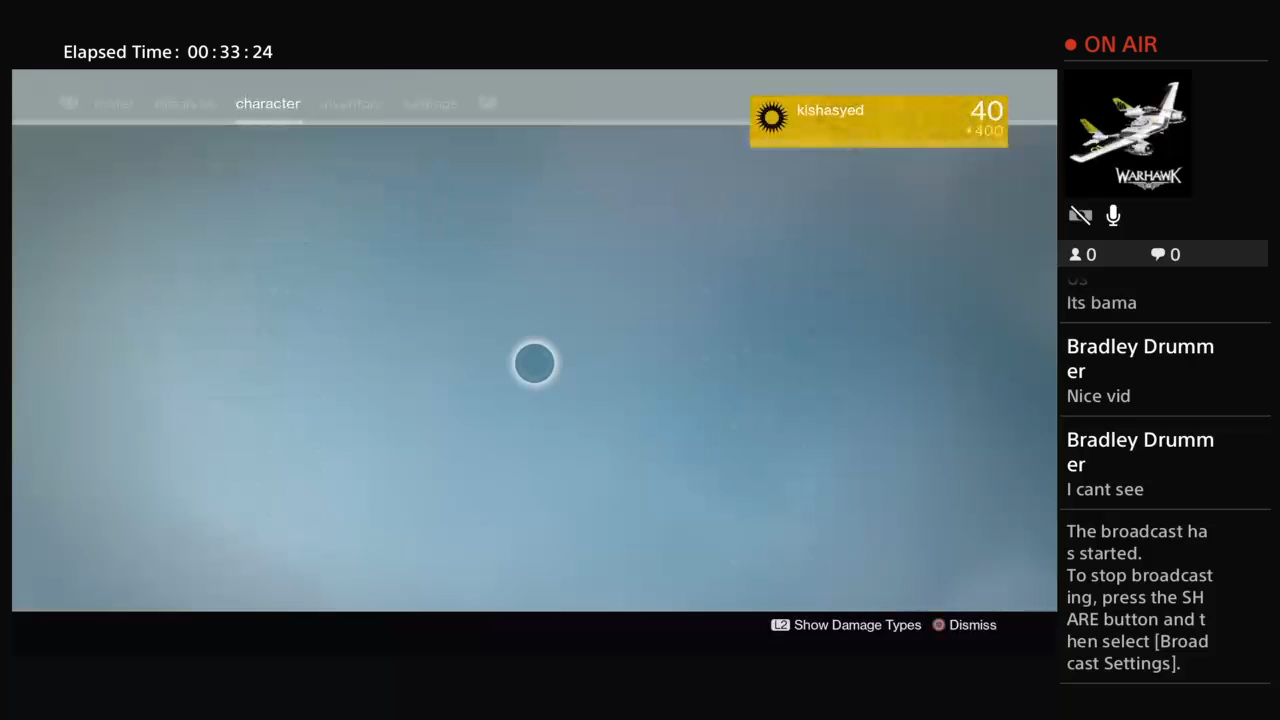 Elapsed Time: 00:33:24
ON AIR
character
kishasyed
40
400
WARHAWK
0
0
Its bama
Bradley Drumm
er
Nice vid
Bradley Drumm
er
I cant see
The broadcast ha
s started.
To stop broadcast
ing, press the SH
ARE button and t
hen select [Broad
cast Settings].
L2 Show Damage Types
Dismiss